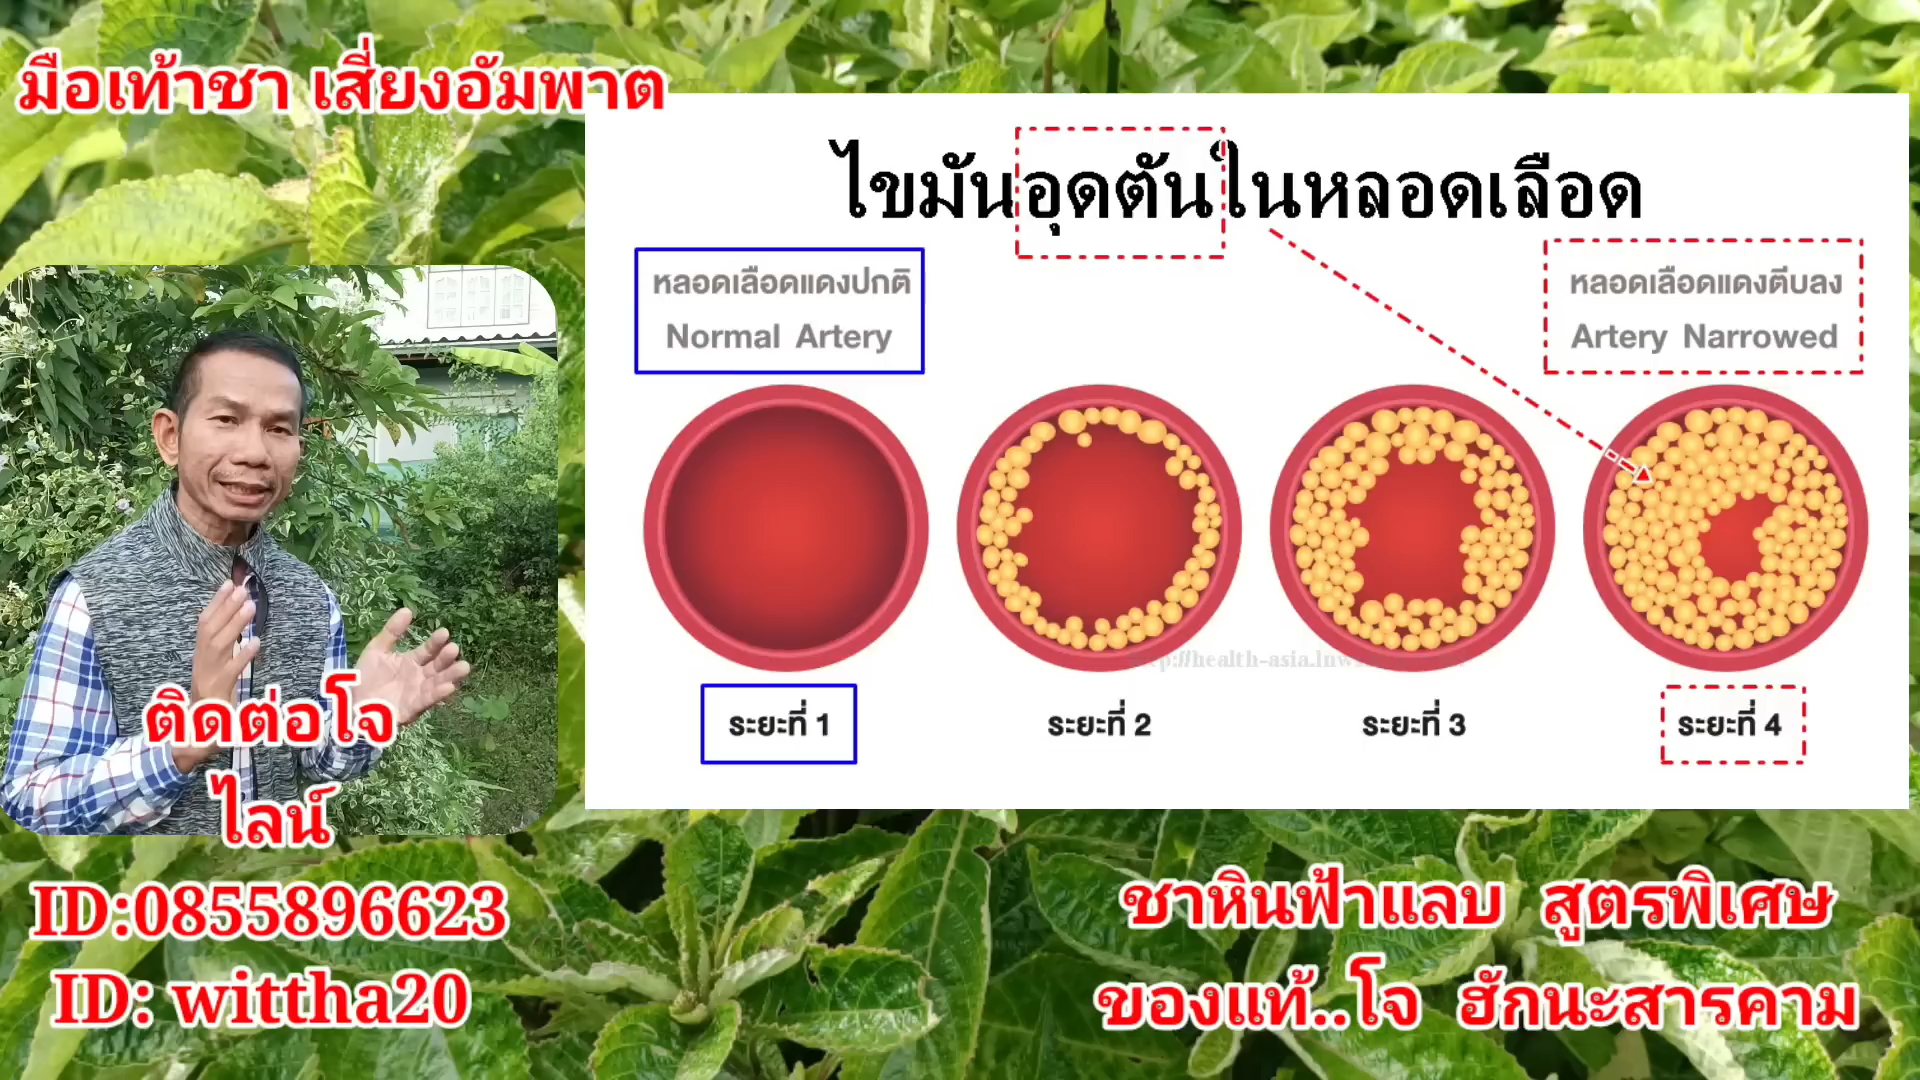 มือเท้าชา เสี่ยงอัมพาต
ไขมันอุดตันในหลอดเลือด
หลอดเลือดแดงปกติ
Normal Artery
หลอดเลือดแดงตีบลง
Artery Narrowed
ระยะที่ 1
ระยะที่ 2
ระยะที่ 3
ระยะที่ 4
ติดต่อโจ
ไลน์
ID:0855896623
ID: wittha20
ชาหินฟ้าแลบ สูตรพิเศษ
ของแท้..โจ ฮักนะสารคาม